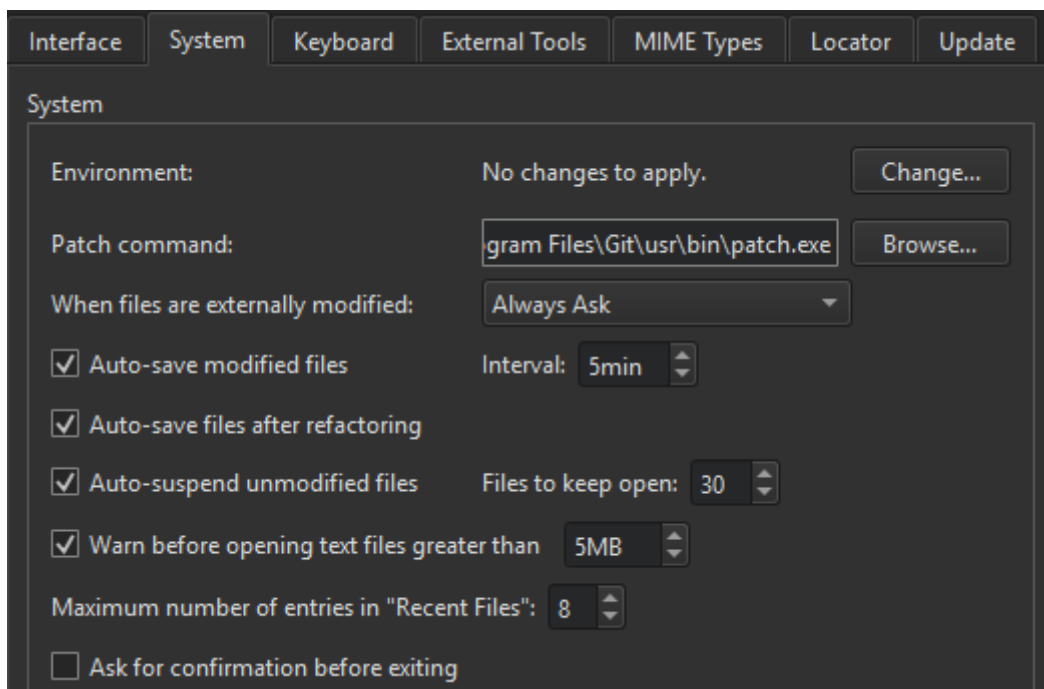 Interface System Keyboard External Tools MIME Types Locator Update
System
Environment: No changes to apply. Change...
Patch command: gram Files\Git\usr\bin\patch.exe Browse...
When files are externally modified: Always Ask
Auto-save modified files Interval: 5min
Auto-save files after refactoring
Auto-suspend unmodified files Files to keep open: 30
Warn before opening text files greater than 5MB
Maximum number of entries in "Recent Files": 8
Ask for confirmation before exiting